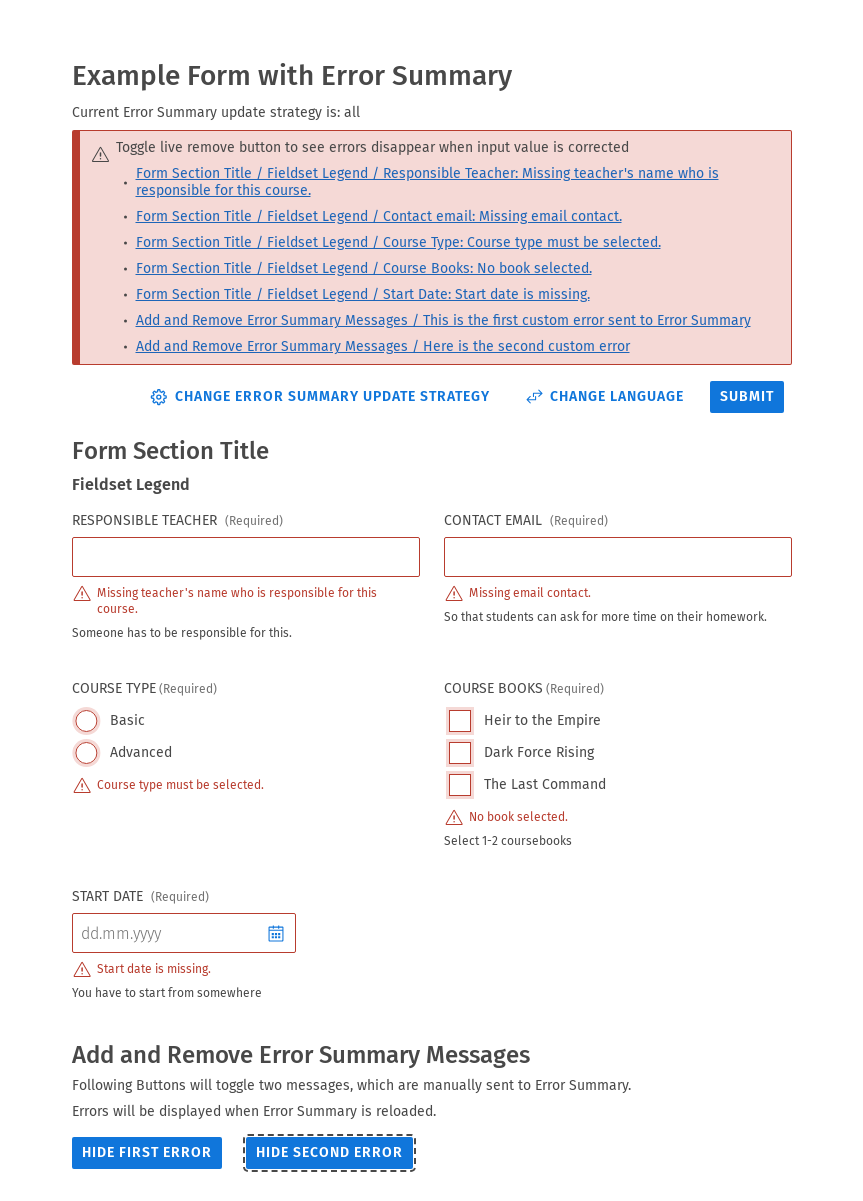 Example Form with Error Summary
Current Error Summary update strategy is: all
Toggle live remove button to see errors disappear when input value is corrected
• Form Section Title / Fieldset Legend / Responsible Teacher: Missing teacher's name who is
responsible for this course.
• Form Section Title / Fieldset Legend / Contact email: Missing email contact.
• Form Section Title / Fieldset Legend / Course Type: Course type must be selected.
• Form Section Title / Fieldset Legend / Course Books: No book selected.
• Form Section Title / Fieldset Legend / Start Date: Start date is missing.
• Add and Remove Error Summary Messages / This is the first custom error sent to Error Summary
• Add and Remove Error Summary Messages / Here is the second custom error
CHANGE ERROR SUMMARY UPDATE STRATEGY CHANGE LANGUAGE SUBMIT
Form Section Title
Fieldset Legend
RESPONSIBLE TEACHER (Required)
Missing teacher's name who is responsible for this
course.
Someone has to be responsible for this.
CONTACT EMAIL (Required)
Missing email contact.
So that students can ask for more time on their homework.
COURSE TYPE (Required)
Basic
Advanced
Course type must be selected.
COURSE BOOKS (Required)
Heir to the Empire
Dark Force Rising
The Last Command
No book selected.
Select 1-2 coursebooks
START DATE (Required)
dd.mm.yyyy
Start date is missing.
You have to start from somewhere
Add and Remove Error Summary Messages
Following Buttons will toggle two messages, which are manually sent to Error Summary.
Errors will be displayed when Error Summary is reloaded.
HIDE FIRST ERROR HIDE SECOND ERROR